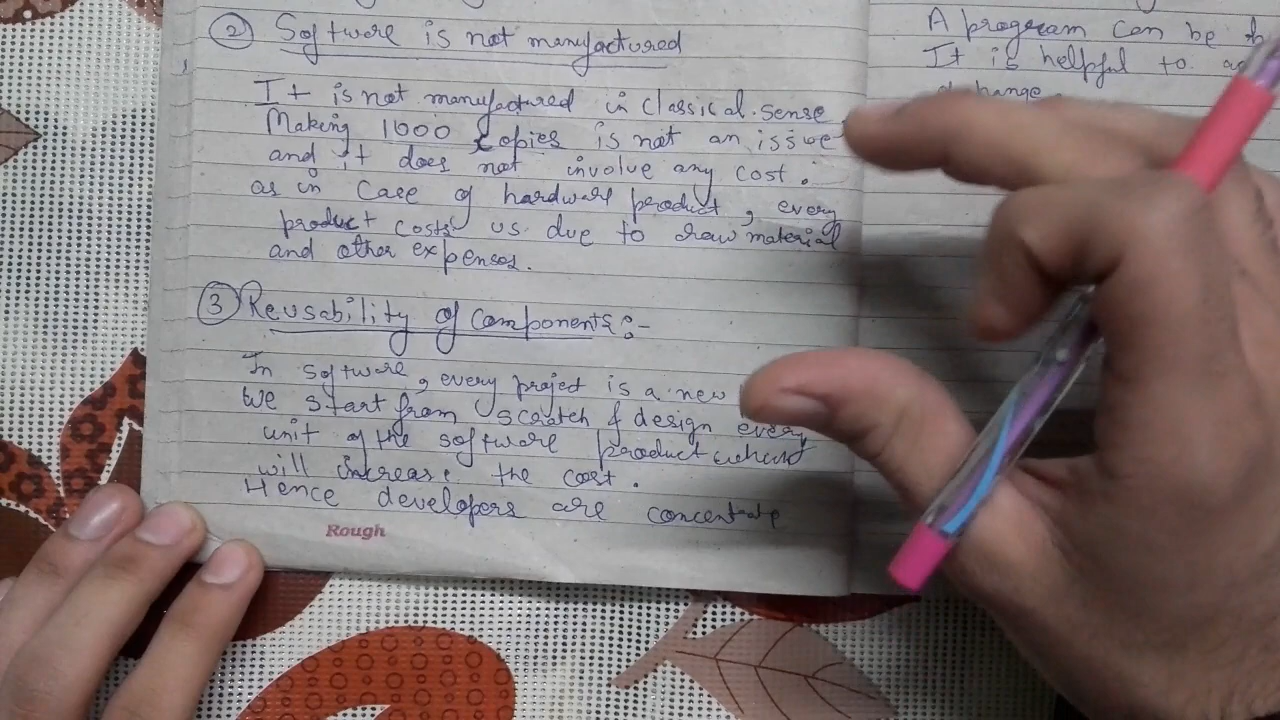 ② Software is not manufactured
It is not manufactured in classical sense
Making 1000 copies is not an issue
and it does not involve any cost.
as in case of hardware product, every
product costs us due to raw material
and other expenses.
③ Reusability of components :-
In software, every project is a new
We start from scratch & design every
unit of the software product which
will increase the cost.
Hence developers are concentrate
Rough
A program can be
It is helpful to
change.